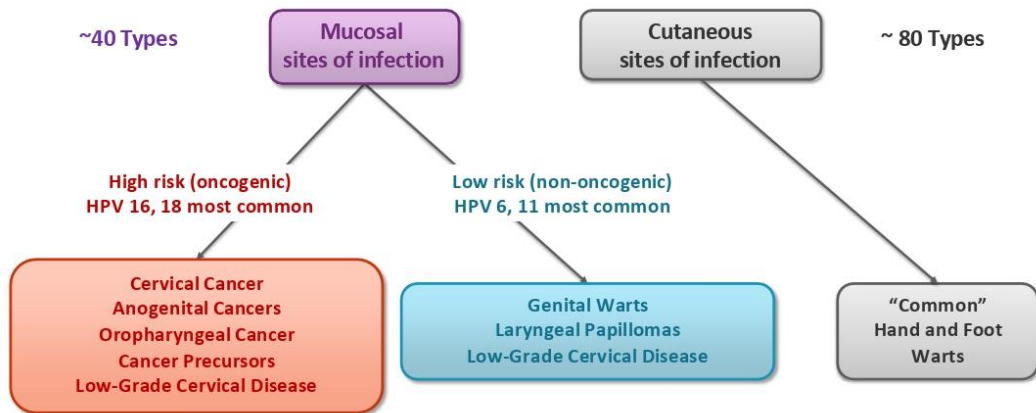 ~40 Types
Mucosal
sites of infection
Cutaneous
sites of infection
~ 80 Types
High risk (oncogenic)
HPV 16, 18 most common
Low risk (non-oncogenic)
HPV 6, 11 most common
Cervical Cancer
Anogenital Cancers
Oropharyngeal Cancer
Cancer Precursors
Low-Grade Cervical Disease
Genital Warts
Laryngeal Papillomas
Low-Grade Cervical Disease
“Common”
Hand and Foot
Warts